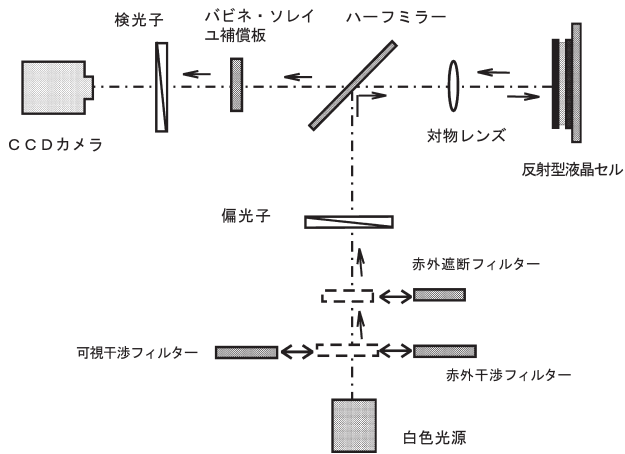 検光子
バビネ・ソレイ
ユ補償板
ハーフミラー
CCDカメラ
対物レンズ
反射型液晶セル
偏光子
赤外遮断フィルター
可視干渉フィルター
赤外干渉フィルター
白色光源